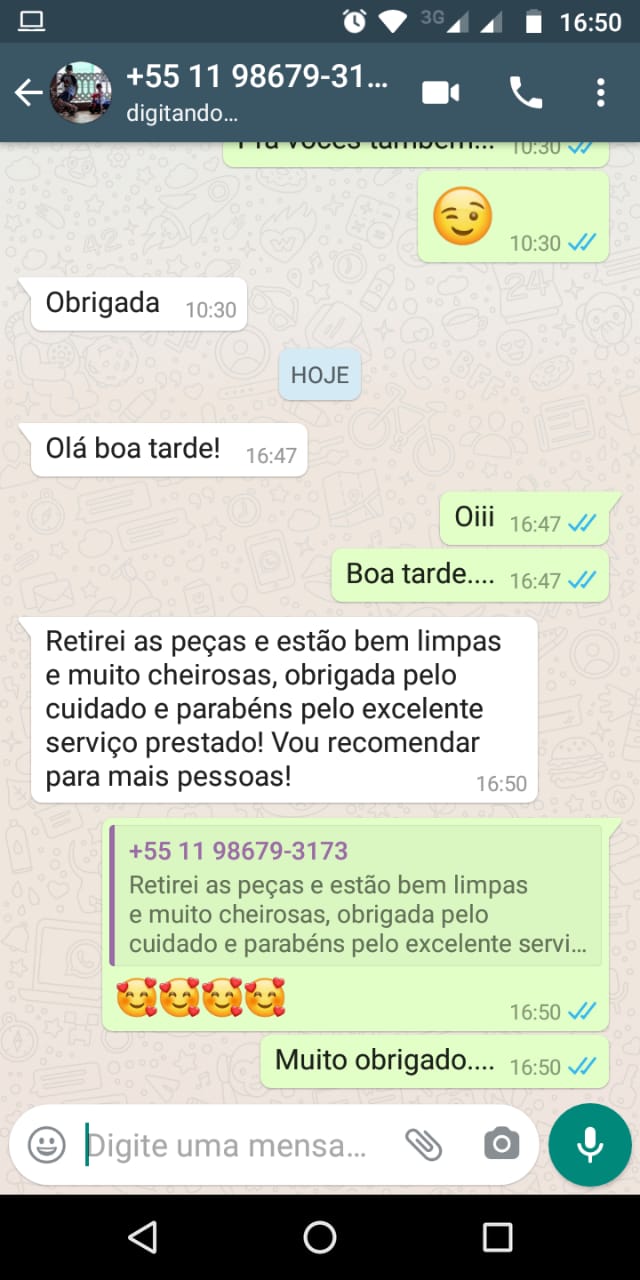 3G 16:50
+55 11 98679-31...
digitando...
Pra vocês também... 10:30
10:30
Obrigada 10:30
HOJE
Olá boa tarde! 16:47
Oiii 16:47
Boa tarde.... 16:47
Retirei as peças e estão bem limpas
e muito cheirosas, obrigada pelo
cuidado e parabéns pelo excelente
serviço prestado! Vou recomendar
para mais pessoas! 16:50
+55 11 98679-3173
Retirei as peças e estão bem limpas
e muito cheirosas, obrigada pelo
cuidado e parabéns pelo excelente servi...
🥰🥰🥰🥰 16:50
Muito obrigado.... 16:50
Digite uma mensa...